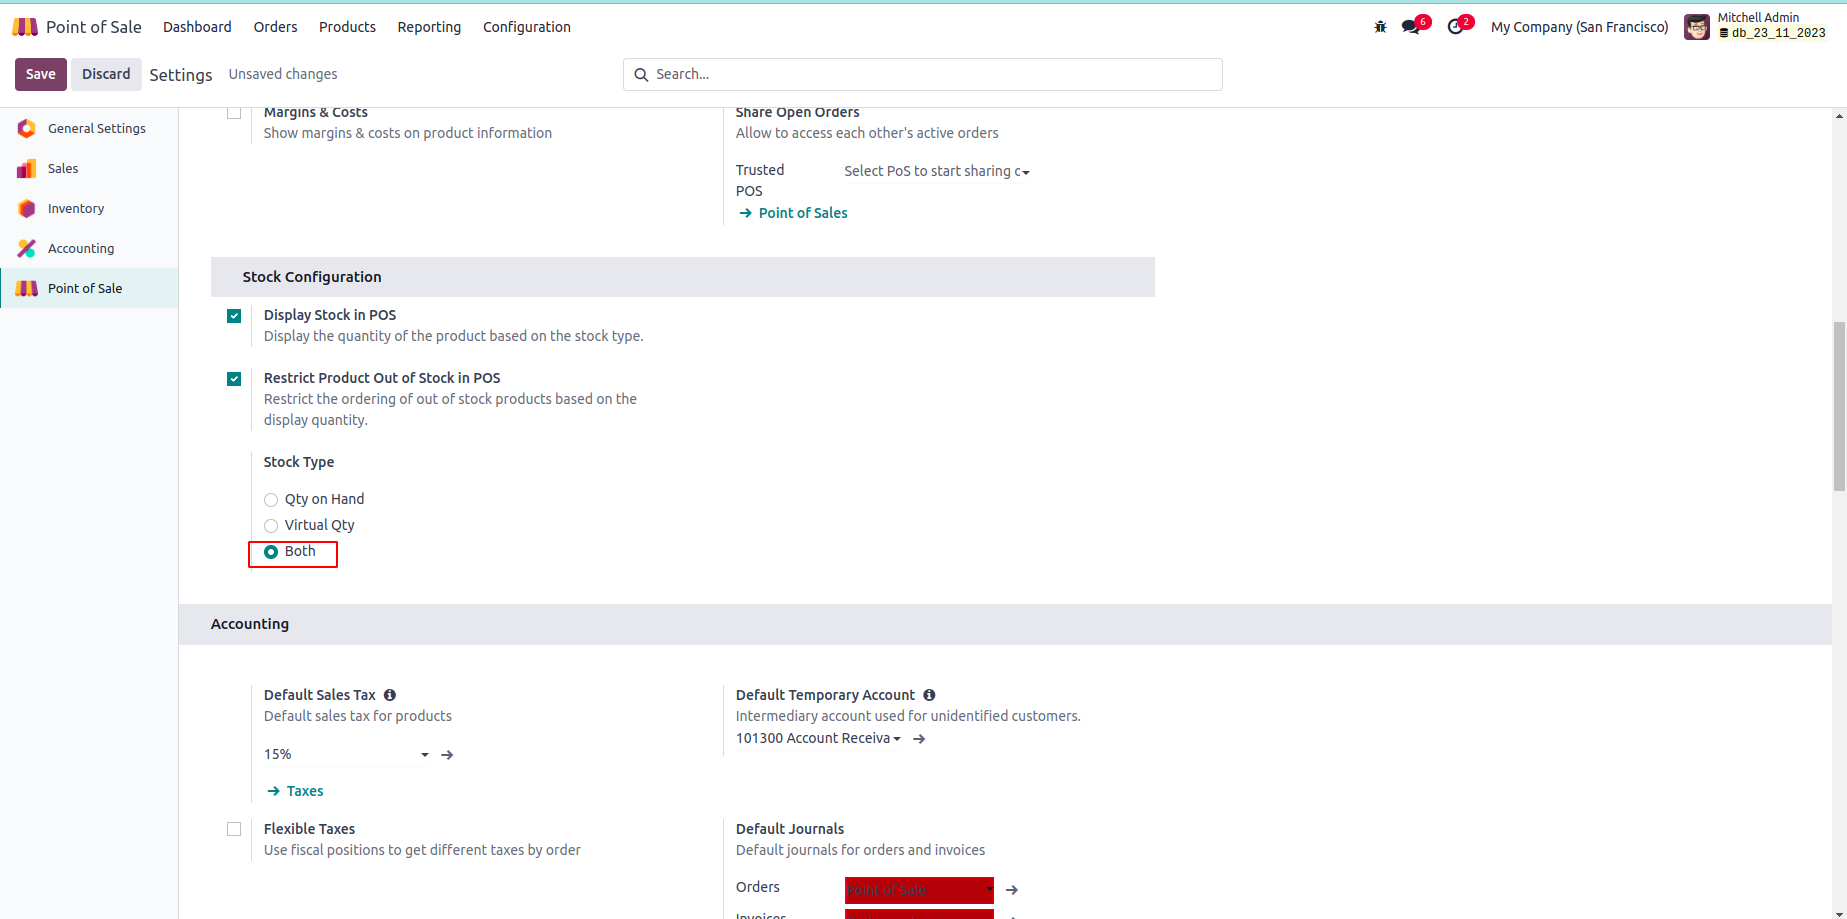 Point of Sale Dashboard Orders Products Reporting Configuration 6 2 My Company (San Francisco) Mitchell Admin
db_23_11_2023
Save Discard Settings Unsaved changes Search...
General Settings
Sales
Inventory
Accounting
Point of Sale
Margins & Costs
Show margins & costs on product information
Share Open Orders
Allow to access each other's active orders
Trusted
POS
Select PoS to start sharing c
Point of Sales
Stock Configuration
Display Stock in POS
Display the quantity of the product based on the stock type.
Restrict Product Out of Stock in POS
Restrict the ordering of out of stock products based on the
display quantity.
Stock Type
Qty on Hand
Virtual Qty
Both
Accounting
Default Sales Tax
Default sales tax for products
15%
Taxes
Default Temporary Account
Intermediary account used for unidentified customers.
101300 Account Receiva
Flexible Taxes
Use fiscal positions to get different taxes by order
Default Journals
Default journals for orders and invoices
Orders Point of Sale
Invoices